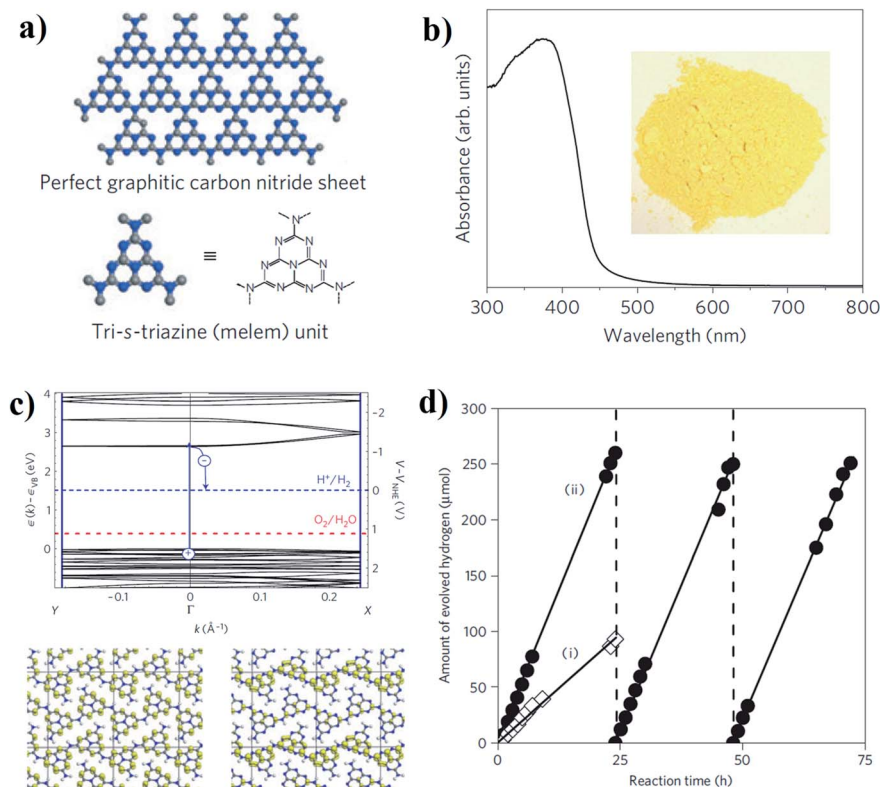 a)
Perfect graphitic carbon nitride sheet
≡
N
N N
N N N
N N N N
Tri-s-triazine (melem) unit
b)
Absorbance (arb. units)
300 400 500 600 700 800
Wavelength (nm)
c)
ε(k) − ε_VB (eV)
4
3
2
1
0
−
H⁺/H₂
O₂/H₂O
+
−2
−1
0
1
2
V–V_NHE (V)
Y −0.1 0 0.1 0.2 X
Γ
k (Å⁻¹)
d)
Amount of evolved hydrogen (μmol)
300
250
200
150
100
50
0
(ii)
(i)
0 25 50 75
Reaction time (h)